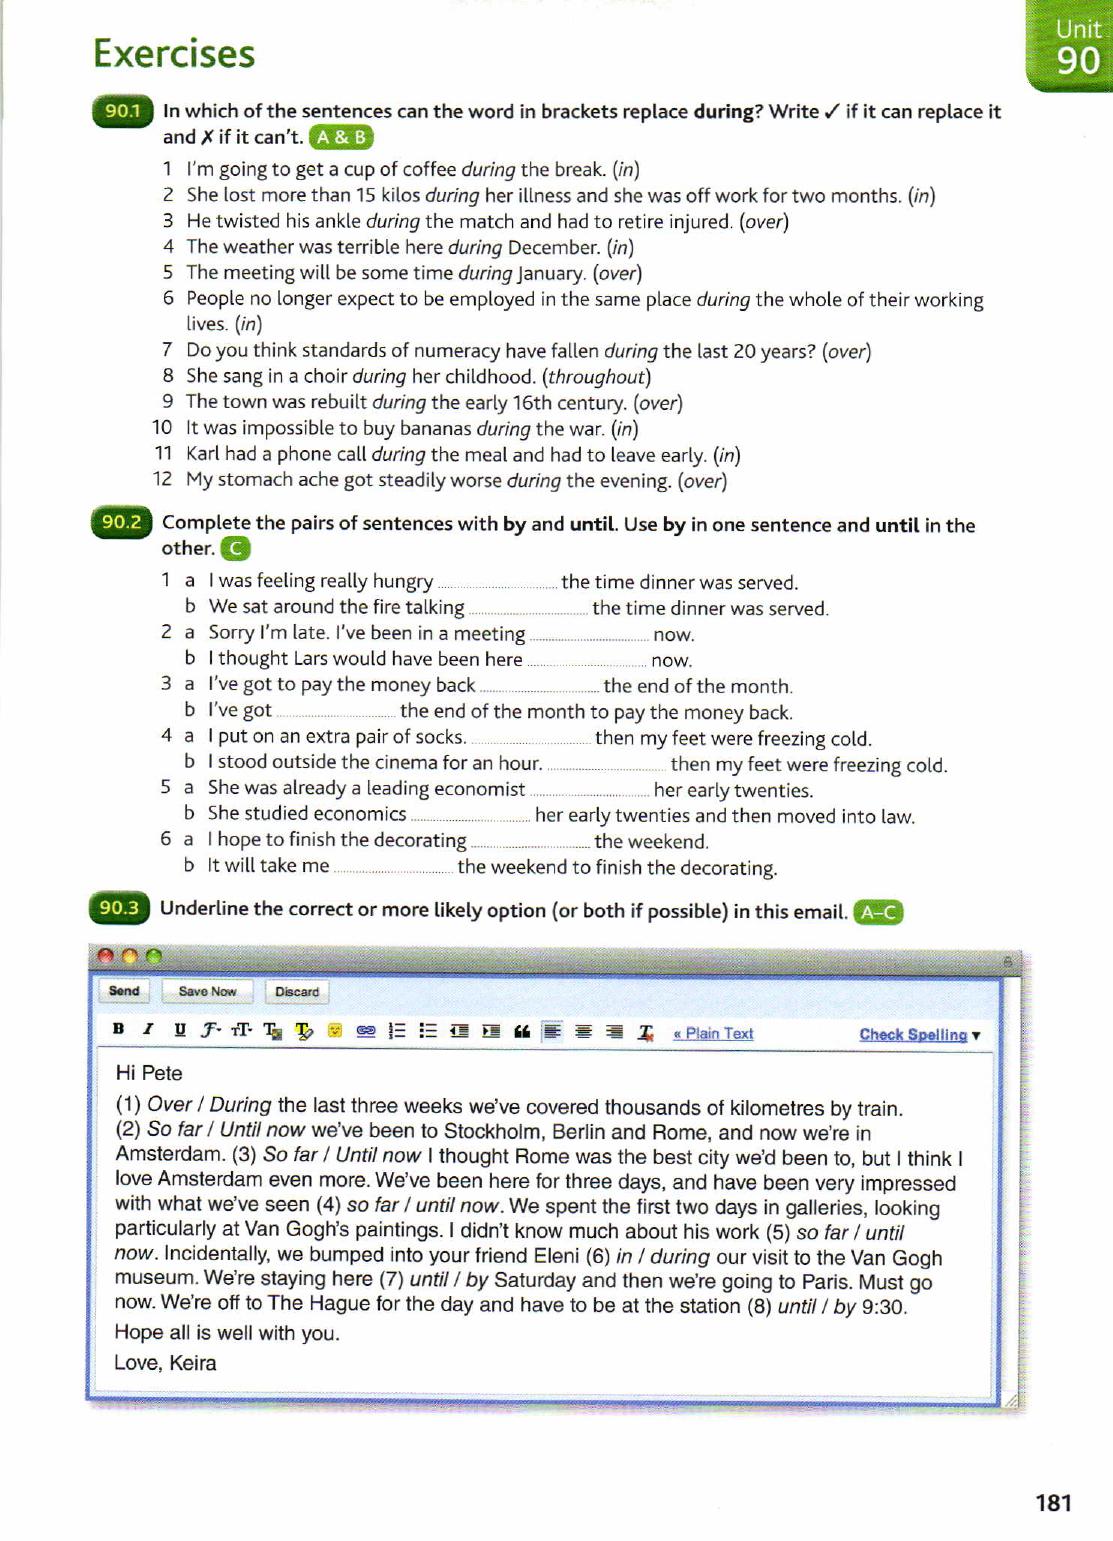 Unit
90
Exercises
90.1 In which of the sentences can the word in brackets replace during? Write ✓ if it can replace it
and ✗ if it can't. A & B
1 I'm going to get a cup of coffee during the break. (in)
2 She lost more than 15 kilos during her illness and she was off work for two months. (in)
3 He twisted his ankle during the match and had to retire injured. (over)
4 The weather was terrible here during December. (in)
5 The meeting will be some time during January. (over)
6 People no longer expect to be employed in the same place during the whole of their working
lives. (in)
7 Do you think standards of numeracy have fallen during the last 20 years? (over)
8 She sang in a choir during her childhood. (throughout)
9 The town was rebuilt during the early 16th century. (over)
10 It was impossible to buy bananas during the war. (in)
11 Karl had a phone call during the meal and had to leave early. (in)
12 My stomach ache got steadily worse during the evening. (over)
90.2 Complete the pairs of sentences with by and until. Use by in one sentence and until in the
other. C
1 a I was feeling really hungry .............................. the time dinner was served.
b We sat around the fire talking .............................. the time dinner was served.
2 a Sorry I'm late. I've been in a meeting .............................. now.
b I thought Lars would have been here .............................. now.
3 a I've got to pay the money back .............................. the end of the month.
b I've got .............................. the end of the month to pay the money back.
4 a I put on an extra pair of socks. .............................. then my feet were freezing cold.
b I stood outside the cinema for an hour. .............................. then my feet were freezing cold.
5 a She was already a leading economist .............................. her early twenties.
b She studied economics .............................. her early twenties and then moved into law.
6 a I hope to finish the decorating .............................. the weekend.
b It will take me .............................. the weekend to finish the decorating.
90.3 Underline the correct or more likely option (or both if possible) in this email. A–C
Send Save Now Discard
B I U « Plain Text Check Spelling ▾
Hi Pete
(1) Over / During the last three weeks we've covered thousands of kilometres by train.
(2) So far / Until now we've been to Stockholm, Berlin and Rome, and now we're in
Amsterdam. (3) So far / Until now I thought Rome was the best city we'd been to, but I think I
love Amsterdam even more. We've been here for three days, and have been very impressed
with what we've seen (4) so far / until now. We spent the first two days in galleries, looking
particularly at Van Gogh's paintings. I didn't know much about his work (5) so far / until
now. Incidentally, we bumped into your friend Eleni (6) in / during our visit to the Van Gogh
museum. We're staying here (7) until / by Saturday and then we're going to Paris. Must go
now. We're off to The Hague for the day and have to be at the station (8) until / by 9:30.
Hope all is well with you.
Love, Keira
181